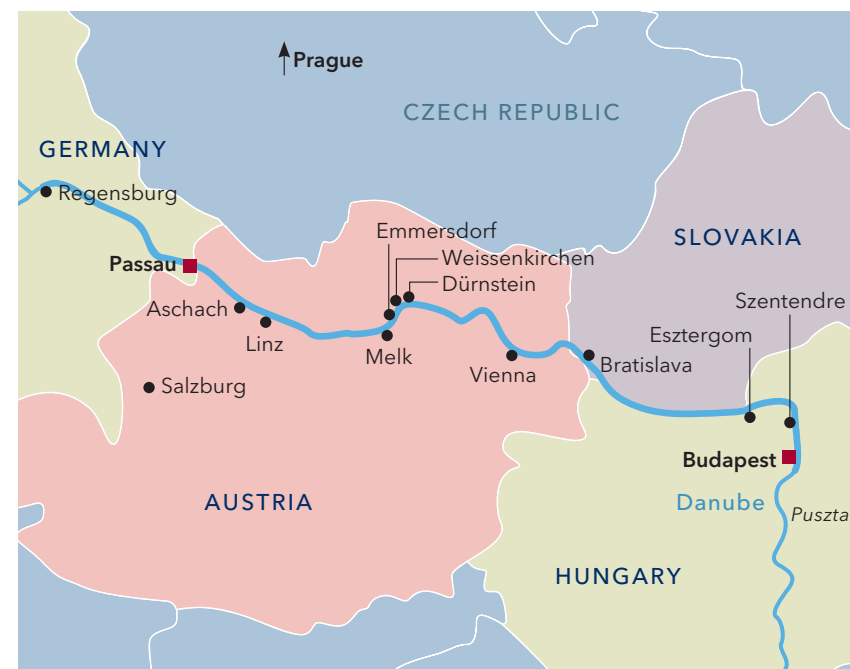 Prague
CZECH REPUBLIC
GERMANY
Regensburg
Emmersdorf
SLOVAKIA
Weissenkirchen
Passau
Dürnstein
Szentendre
Aschach
Esztergom
Linz
Melk
Bratislava
Vienna
Salzburg
Budapest
AUSTRIA
Danube
Puszta
HUNGARY